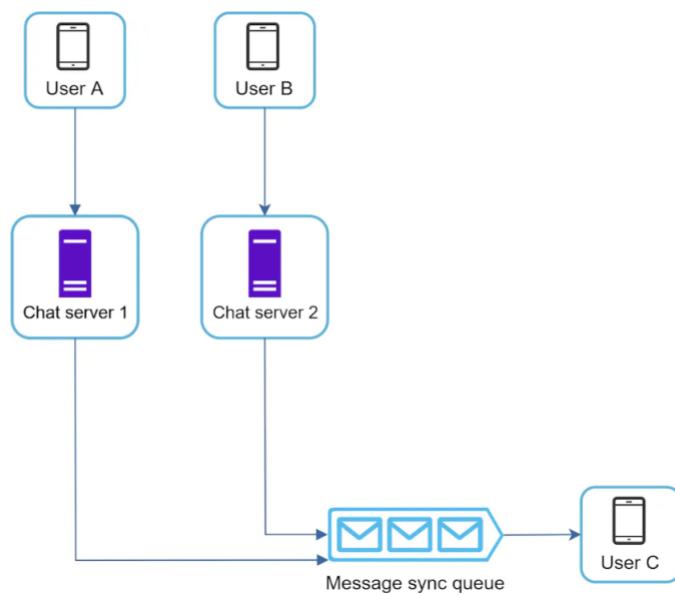 User A
User B
Chat server 1
Chat server 2
Message sync queue
User C